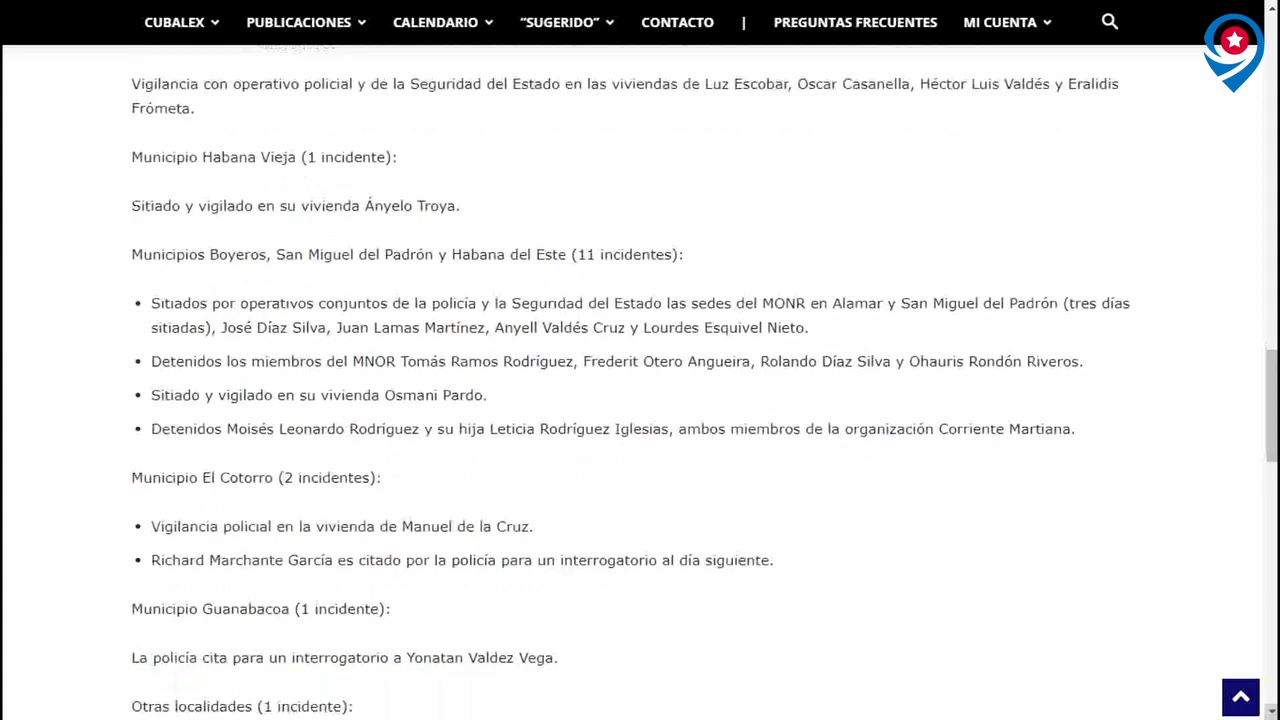 CUBALEX PUBLICACIONES CALENDARIO “SUGERIDO” CONTACTO | PREGUNTAS FRECUENTES MI CUENTA
Vigilancia con operativo policial y de la Seguridad del Estado en las viviendas de Luz Escobar, Oscar Casanella, Héctor Luis Valdés y Eralidis
Frómeta.
Municipio Habana Vieja (1 incidente):
Sitiado y vigilado en su vivienda Ányelo Troya.
Municipios Boyeros, San Miguel del Padrón y Habana del Este (11 incidentes):
• Sitiados por operativos conjuntos de la policía y la Seguridad del Estado las sedes del MONR en Alamar y San Miguel del Padrón (tres días
sitiadas), José Díaz Silva, Juan Lamas Martínez, Anyell Valdés Cruz y Lourdes Esquivel Nieto.
• Detenidos los miembros del MNOR Tomás Ramos Rodríguez, Frederit Otero Angueira, Rolando Díaz Silva y Ohauris Rondón Riveros.
• Sitiado y vigilado en su vivienda Osmani Pardo.
• Detenidos Moisés Leonardo Rodríguez y su hija Leticia Rodríguez Iglesias, ambos miembros de la organización Corriente Martiana.
Municipio El Cotorro (2 incidentes):
• Vigilancia policial en la vivienda de Manuel de la Cruz.
• Richard Marchante García es citado por la policía para un interrogatorio al día siguiente.
Municipio Guanabacoa (1 incidente):
La policía cita para un interrogatorio a Yonatan Valdez Vega.
Otras localidades (1 incidente):